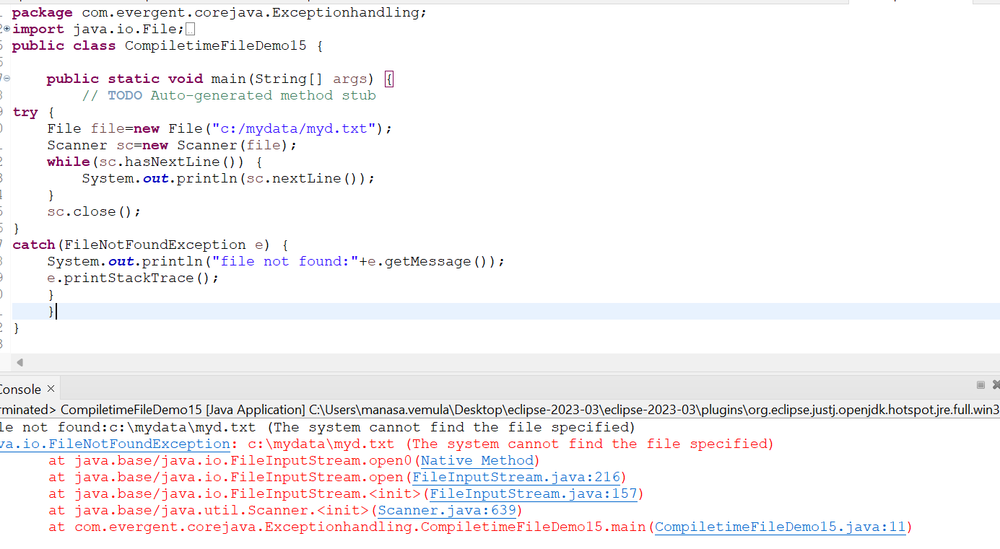 package com.evergent.corejava.Exceptionhandling;
import java.io.File;
public class CompiletimeFileDemo15 {
public static void main(String[] args) {
// TODO Auto-generated method stub
try {
File file=new File("c:/mydata/myd.txt");
Scanner sc=new Scanner(file);
while(sc.hasNextLine()) {
System.out.println(sc.nextLine());
}
sc.close();
}
catch(FileNotFoundException e) {
System.out.println("file not found:"+e.getMessage());
e.printStackTrace();
}
}
}
Console
rminated> CompiletimeFileDemo15 [Java Application] C:\Users\manasa.vemula\Desktop\eclipse-2023-03\eclipse-2023-03\plugins\org.eclipse.justj.openjdk.hotspot.jre.full.win3
le not found:c:\mydata\myd.txt (The system cannot find the file specified)
va.io.FileNotFoundException: c:\mydata\myd.txt (The system cannot find the file specified)
at java.base/java.io.FileInputStream.open0(Native Method)
at java.base/java.io.FileInputStream.open(FileInputStream.java:216)
at java.base/java.io.FileInputStream.<init>(FileInputStream.java:157)
at java.base/java.util.Scanner.<init>(Scanner.java:639)
at com.evergent.corejava.Exceptionhandling.CompiletimeFileDemo15.main(CompiletimeFileDemo15.java:11)